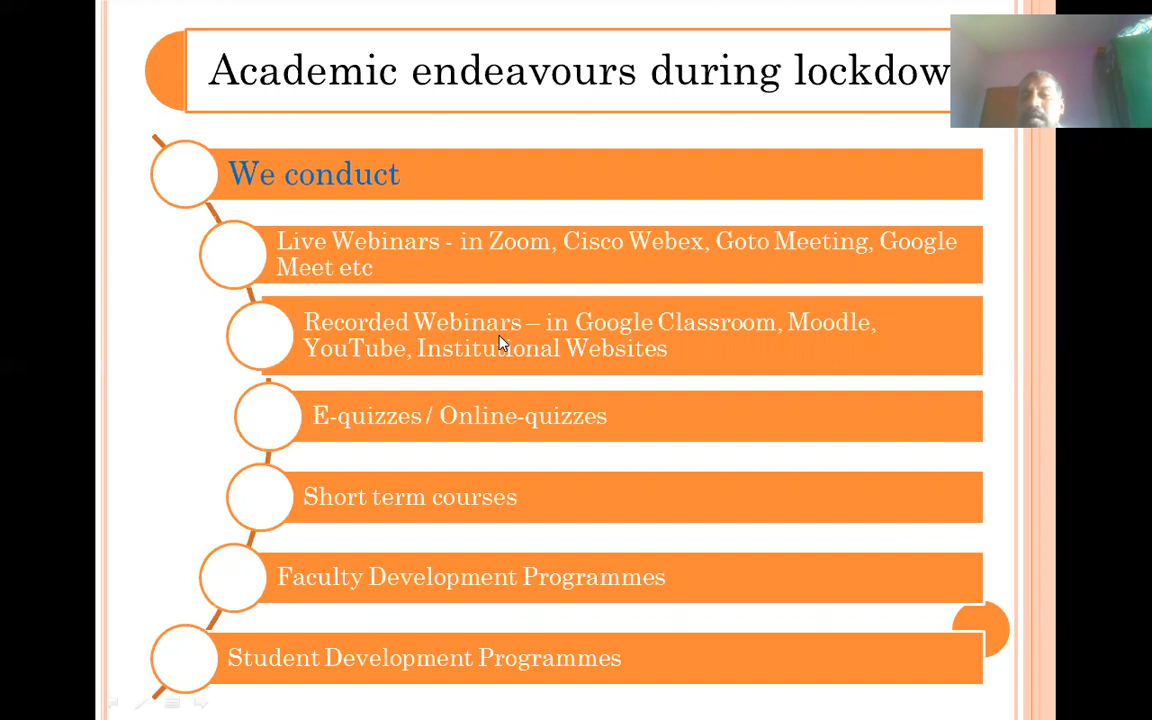 Academic endeavours during lockdow
We conduct
Live Webinars - in Zoom, Cisco Webex, Goto Meeting, Google
Meet etc
Recorded Webinars – in Google Classroom, Moodle,
YouTube, Institutional Websites
E-quizzes / Online-quizzes
Short term courses
Faculty Development Programmes
Student Development Programmes